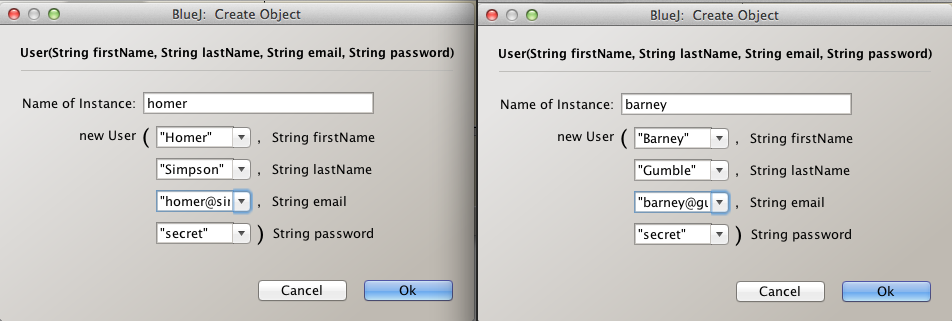 BlueJ: Create Object
User(String firstName, String lastName, String email, String password)
Name of Instance: homer
new User ( "Homer" , String firstName
"Simpson" , String lastName
"homer@sir , String email
"secret" ) String password
Cancel Ok
BlueJ: Create Object
User(String firstName, String lastName, String email, String password)
Name of Instance: barney
new User ( "Barney" , String firstName
"Gumble" , String lastName
"barney@gu , String email
"secret" ) String password
Cancel Ok